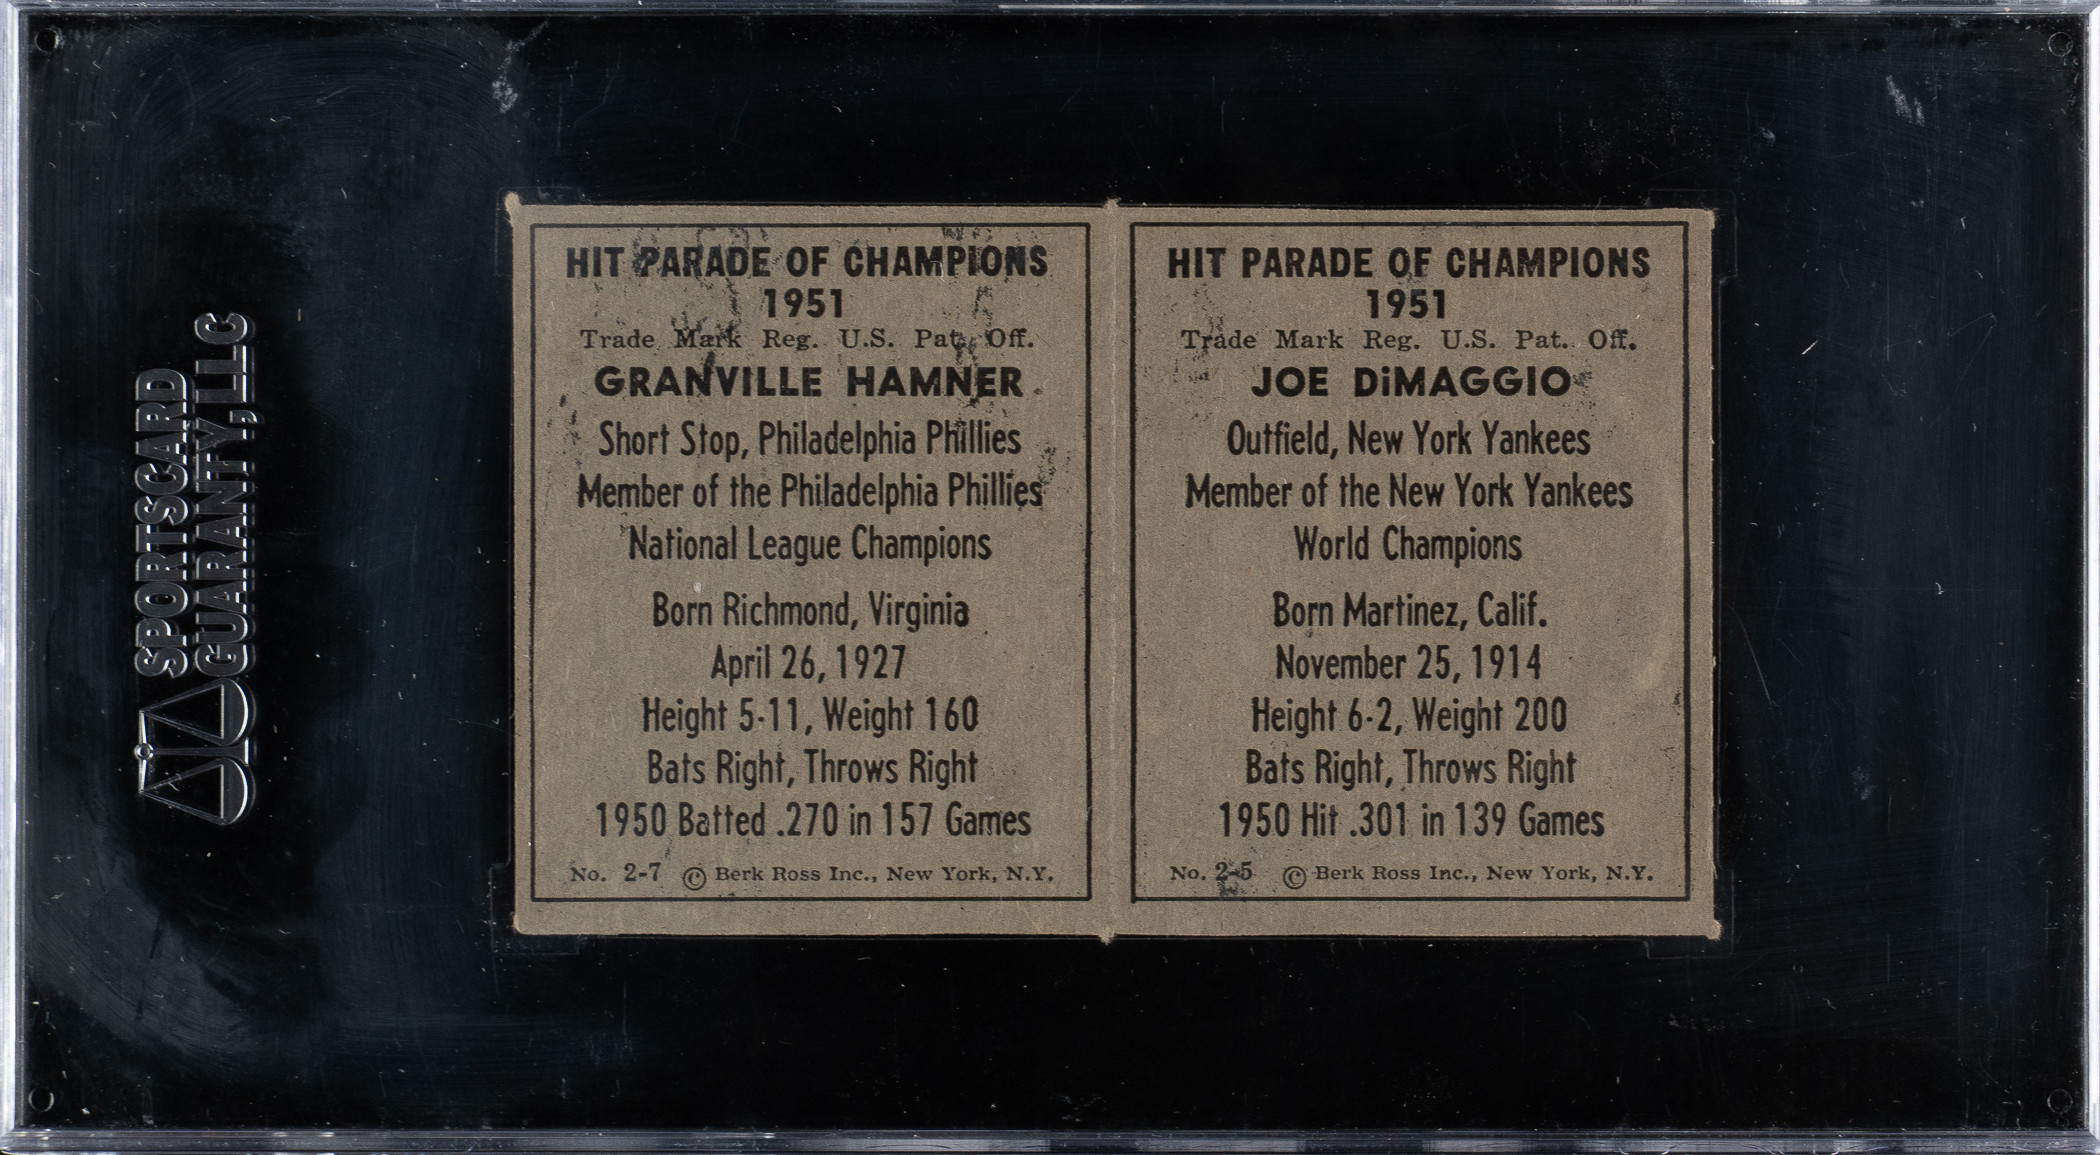 SPORTSCARD
GUARANTY, LLC
HIT PARADE OF CHAMPIONS
1951
Trade Mark Reg. U.S. Pat. Off.
GRANVILLE HAMNER
Short Stop, Philadelphia Phillies
Member of the Philadelphia Phillies
National League Champions
Born Richmond, Virginia
April 26, 1927
Height 5-11, Weight 160
Bats Right, Throws Right
1950 Batted .270 in 157 Games
No. 2-7 © Berk Ross Inc., New York, N.Y.
HIT PARADE OF CHAMPIONS
1951
Trade Mark Reg. U.S. Pat. Off.
JOE DiMAGGIO
Outfield, New York Yankees
Member of the New York Yankees
World Champions
Born Martinez, Calif.
November 25, 1914
Height 6-2, Weight 200
Bats Right, Throws Right
1950 Hit .301 in 139 Games
No. 2-5 © Berk Ross Inc., New York, N.Y.